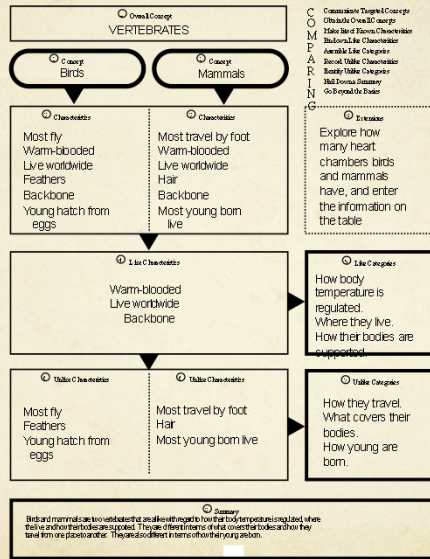 Overall Concept
VERTEBRATES
Concept
Birds
Concept
Mammals
COMPARING
Communicate Targeted Concepts
Obtain the Overall Concepts
Make lists of Known Characteristics
Pin down Like Characteristics
Assemble Like Categories
Record Unlike Characteristics
Identify Unlike Categories
Nail Down a Summary
Go Beyond the Basics
Characteristics
Most fly
Warm-blooded
Live worldwide
Feathers
Backbone
Young hatch from
eggs
Characteristics
Most travel by foot
Warm-blooded
Live worldwide
Hair
Backbone
Most young born
live
Extensions
Explore how
many heart
chambers birds
and mammals
have, and enter
the information on
the table
Like Characteristics
Warm-blooded
Live worldwide
Backbone
Like Categories
How body
temperature is
regulated.
Where they live.
How their bodies are
supported.
Unlike Characteristics
Most fly
Feathers
Young hatch from
eggs
Unlike Characteristics
Most travel by foot
Hair
Most young born live
Unlike Categories
How they travel.
What covers their
bodies.
How young are
born.
Summary
Birds and mammals are two vertebrates that are alike with regard to how their body temperature is regulated, where
the live and how their bodies are supported. They are different in terms of what covers their bodies and how they
travel from one place to another. They are also different in terms of how their young are born.